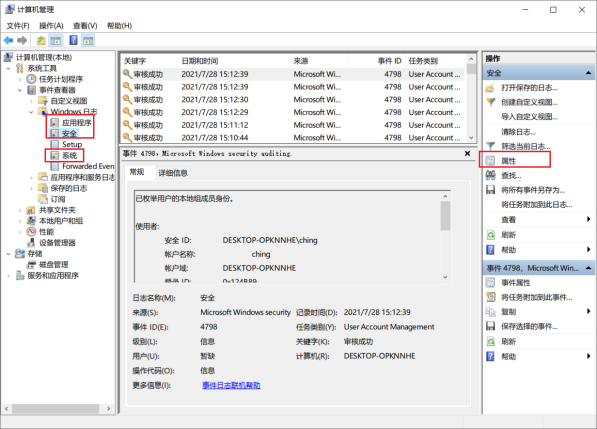 计算机管理
文件(F) 操作(A) 查看(V) 帮助(H)
计算机管理(本地)
系统工具
任务计划程序
事件查看器
自定义视图
Windows 日志
应用程序
安全
Setup
系统
Forwarded Even
应用程序和服务日志
保存的日志
订阅
共享文件夹
本地用户和组
性能
设备管理器
存储
磁盘管理
服务和应用程序
关键字 日期和时间 来源 事件 ID 任务类别
审核成功 2021/7/28 15:12:39 Microsoft Wi... 4798 User Account ...
审核成功 2021/7/28 15:12:39 Microsoft Wi... 4798 User Account ...
审核成功 2021/7/28 15:12:39 Microsoft Wi... 4798 User Account ...
审核成功 2021/7/28 15:12:29 Microsoft Wi... 4798 User Account ...
审核成功 2021/7/28 15:11:12 Microsoft Wi... 4798 User Account ...
审核成功 2021/7/28 15:10:44 Microsoft Wi... 4798 User Account ...
事件 4798，Microsoft Windows security auditing.
常规 详细信息
已枚举用户的本地组成员身份。
使用者:
安全 ID: DESKTOP-OPKNNHE\ching
帐户名称: ching
帐户域: DESKTOP-OPKNNHE
登录 ID: 0x124B89
日志名称(M): 安全
来源(S): Microsoft Windows security 记录时间(D): 2021/7/28 15:12:39
事件 ID(E): 4798 任务类别(Y): User Account Management
级别(L): 信息 关键字(K): 审核成功
用户(U): 暂缺 计算机(R): DESKTOP-OPKNNHE
操作代码(O): 信息
更多信息(I): 事件日志联机帮助
操作
安全
打开保存的日志...
创建自定义视图...
导入自定义视图...
清除日志...
筛选当前日志...
属性
查找...
将所有事件另存为...
将任务附加到此日志...
查看
刷新
帮助
事件 4798，Microsoft Win...
事件属性
将任务附加到此事件...
复制
保存选择的事件...
刷新
帮助